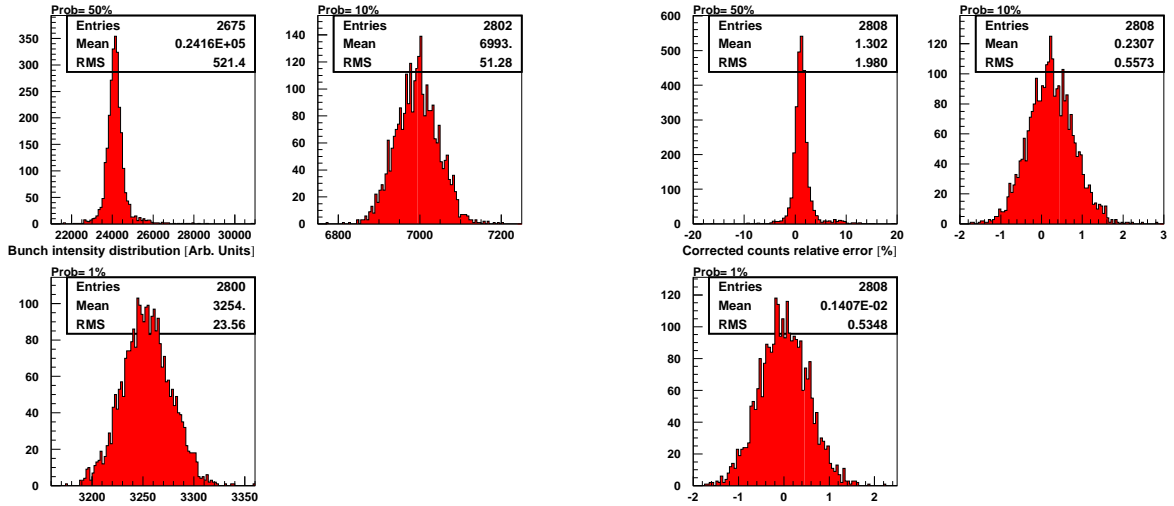 Prob= 50%
Entries 2675
Mean 0.2416E+05
RMS 521.4
350
300
250
200
150
100
50
0
22000 24000 26000 28000 30000
Prob= 10%
Entries 2802
Mean 6993.
RMS 51.28
140
120
100
80
60
40
20
0
6800 7000 7200
Bunch intensity distribution [Arb. Units]
Prob= 1%
Entries 2800
Mean 3254.
RMS 23.56
100
80
60
40
20
0
3200 3250 3300 3350
Prob= 50%
Entries 2808
Mean 1.302
RMS 1.980
600
500
400
300
200
100
0
-20 -10 0 10 20
Prob= 10%
Entries 2808
Mean 0.2307
RMS 0.5573
120
100
80
60
40
20
0
-2 -1 0 1 2 3
Corrected counts relative error [%]
Prob= 1%
Entries 2808
Mean 0.1407E-02
RMS 0.5348
120
100
80
60
40
20
0
-2 -1 0 1 2